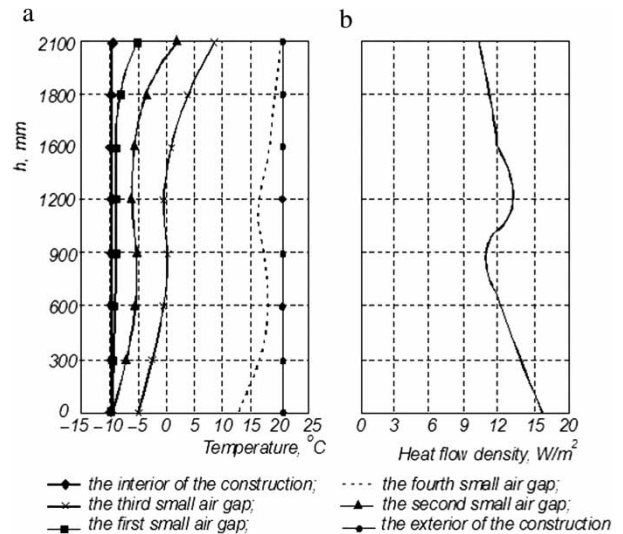 a
b
h, mm
2100
1800
1600
1200
900
600
300
0
−15 −10 −5 0 5 10 15 20 25
Temperature, °C
0 3 6 9 12 15 20
Heat flow density, W/m²
the interior of the construction;
the third small air gap;
the first small air gap;
the fourth small air gap;
the second small air gap;
the exterior of the construction